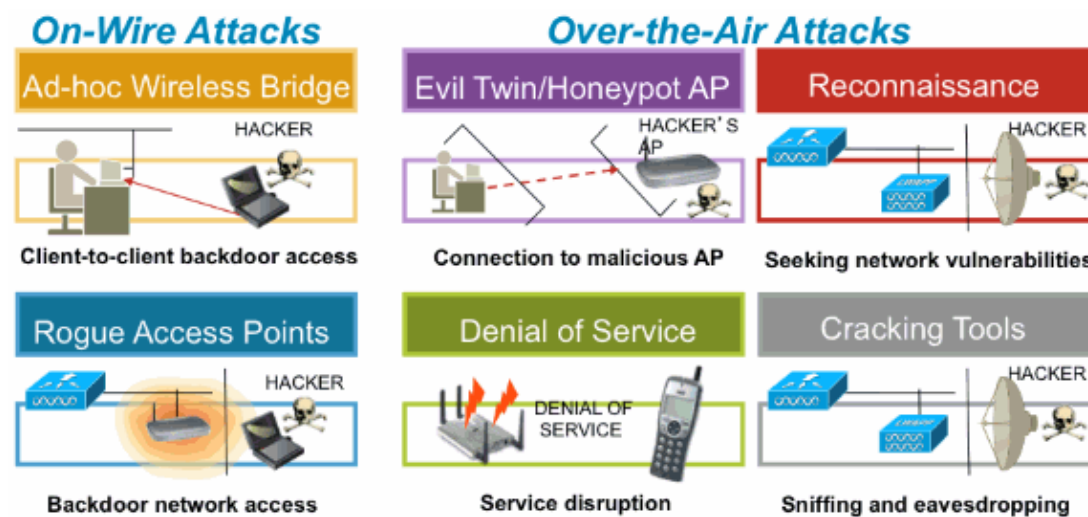 On-Wire Attacks
Over-the-Air Attacks
Ad-hoc Wireless Bridge
HACKER
Client-to-client backdoor access
Evil Twin/Honeypot AP
HACKER'S
AP
Connection to malicious AP
Reconnaissance
HACKER
LWAPP
Seeking network vulnerabilities
Rogue Access Points
HACKER
Backdoor network access
Denial of Service
DENIAL OF
SERVICE
Service disruption
Cracking Tools
HACKER
LWAPP
Sniffing and eavesdropping